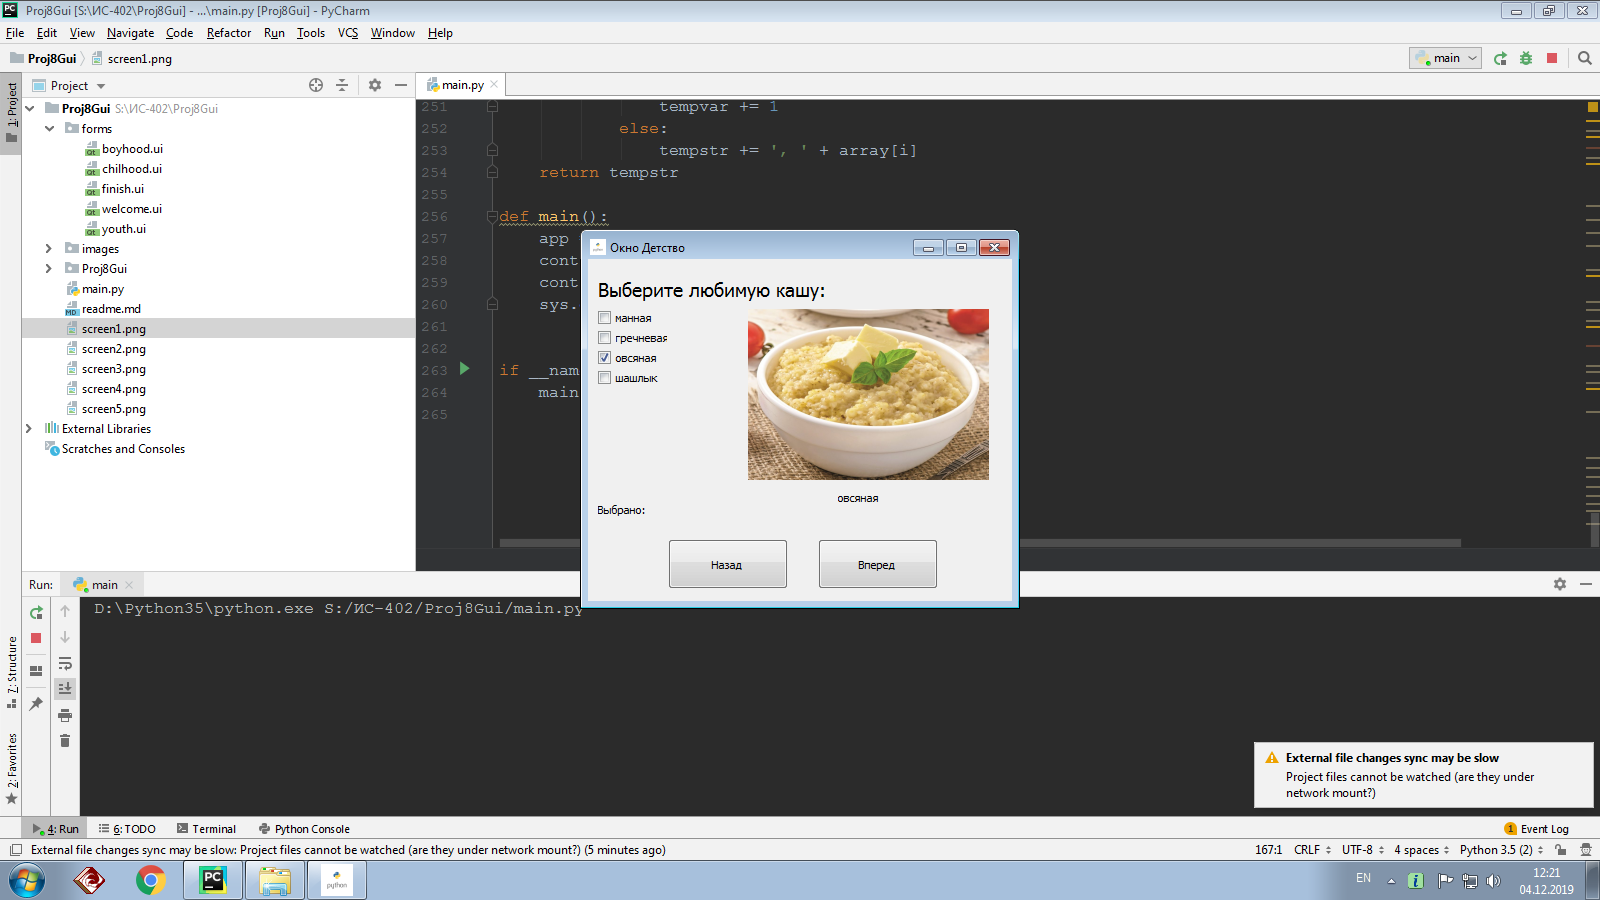 Proj8Gui [S:\ИС-402\Proj8Gui] - ...\main.py [Proj8Gui] - PyCharm
File Edit View Navigate Code Refactor Run Tools VCS Window Help
Proj8Gui screen1.png
main
1: Project
Project
main.py
Proj8Gui S:\ИС-402\Proj8Gui
forms
boyhood.ui
chilhood.ui
finish.ui
welcome.ui
youth.ui
images
Proj8Gui
main.py
readme.md
screen1.png
screen2.png
screen3.png
screen4.png
screen5.png
External Libraries
Scratches and Consoles
251 tempvar += 1
252 else:
253 tempstr += ', ' + array[i]
254 return tempstr
255
256 def main():
257 app
258 cont
259 cont
260 sys.
261
262
263 if __nam
264 main
265
Окно Детство
Выберите любимую кашу:
манная
гречневая
овсяная
шашлык
овсяная
Выбрано:
Назад Вперед
Run: main
D:\Python35\python.exe S:/ИС-402/Proj8Gui/main.py
7: Structure
2: Favorites
External file changes sync may be slow
Project files cannot be watched (are they under
network mount?)
4: Run 6: TODO Terminal Python Console
1 Event Log
External file changes sync may be slow: Project files cannot be watched (are they under network mount?) (5 minutes ago)
167:1 CRLF UTF-8 4 spaces Python 3.5 (2)
python
EN
12:21
04.12.2019